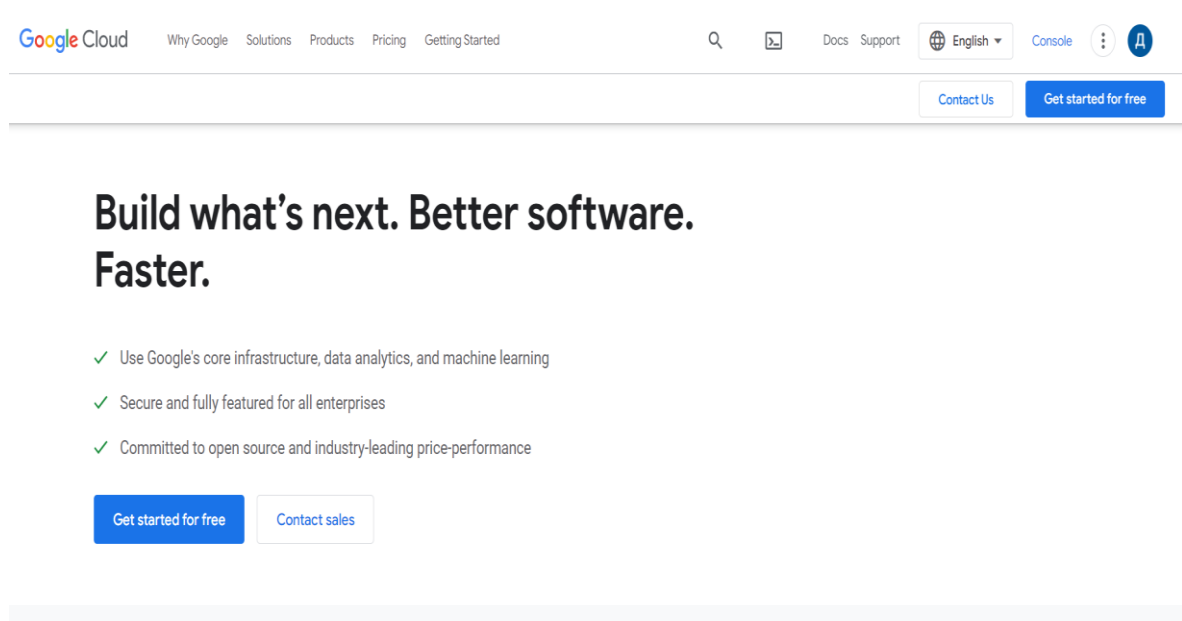 Google Cloud Why Google Solutions Products Pricing Getting Started Docs Support English Console Д
Contact Us Get started for free
Build what’s next. Better software.
Faster.
Use Google's core infrastructure, data analytics, and machine learning
Secure and fully featured for all enterprises
Committed to open source and industry-leading price-performance
Get started for free Contact sales